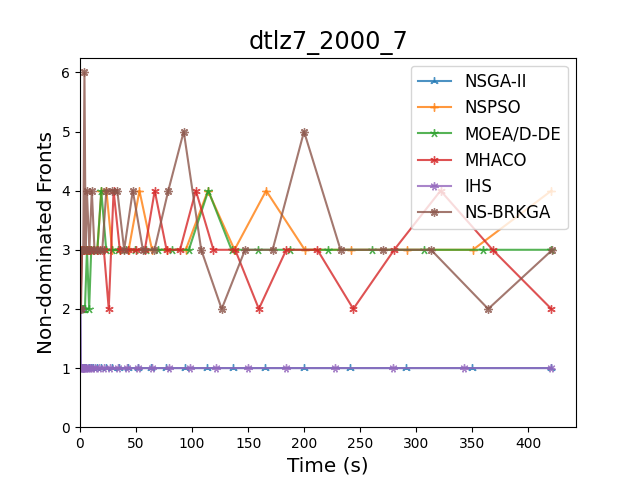 dtlz7_2000_7
Non-dominated Fronts
6
5
4
3
2
1
0
NSGA-II
NSPSO
MOEA/D-DE
MHACO
IHS
NS-BRKGA
0 50 100 150 200 250 300 350 400
Time (s)